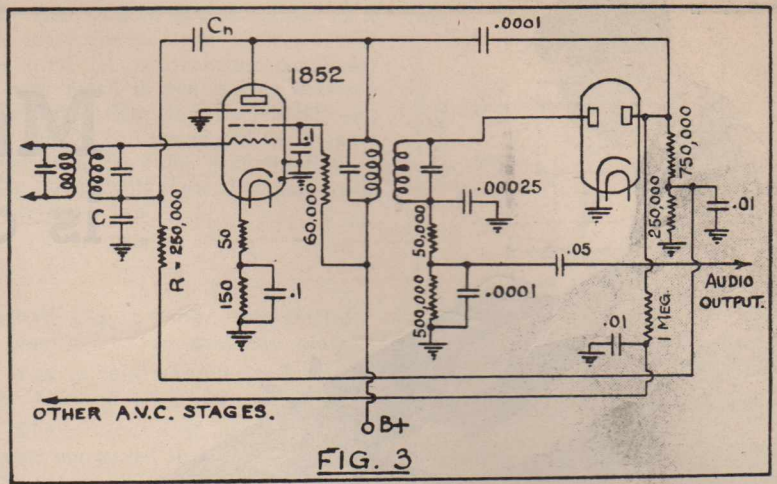 Cn
.0001
1852
.1
C
R = 250,000
50
150
.1
60,000
.00025
50,000
500,000
.0001
.05
750,000
250,000
.01
AUDIO
OUTPUT.
1 MEG.
.01
OTHER A.V.C. STAGES.
B+
FIG. 3